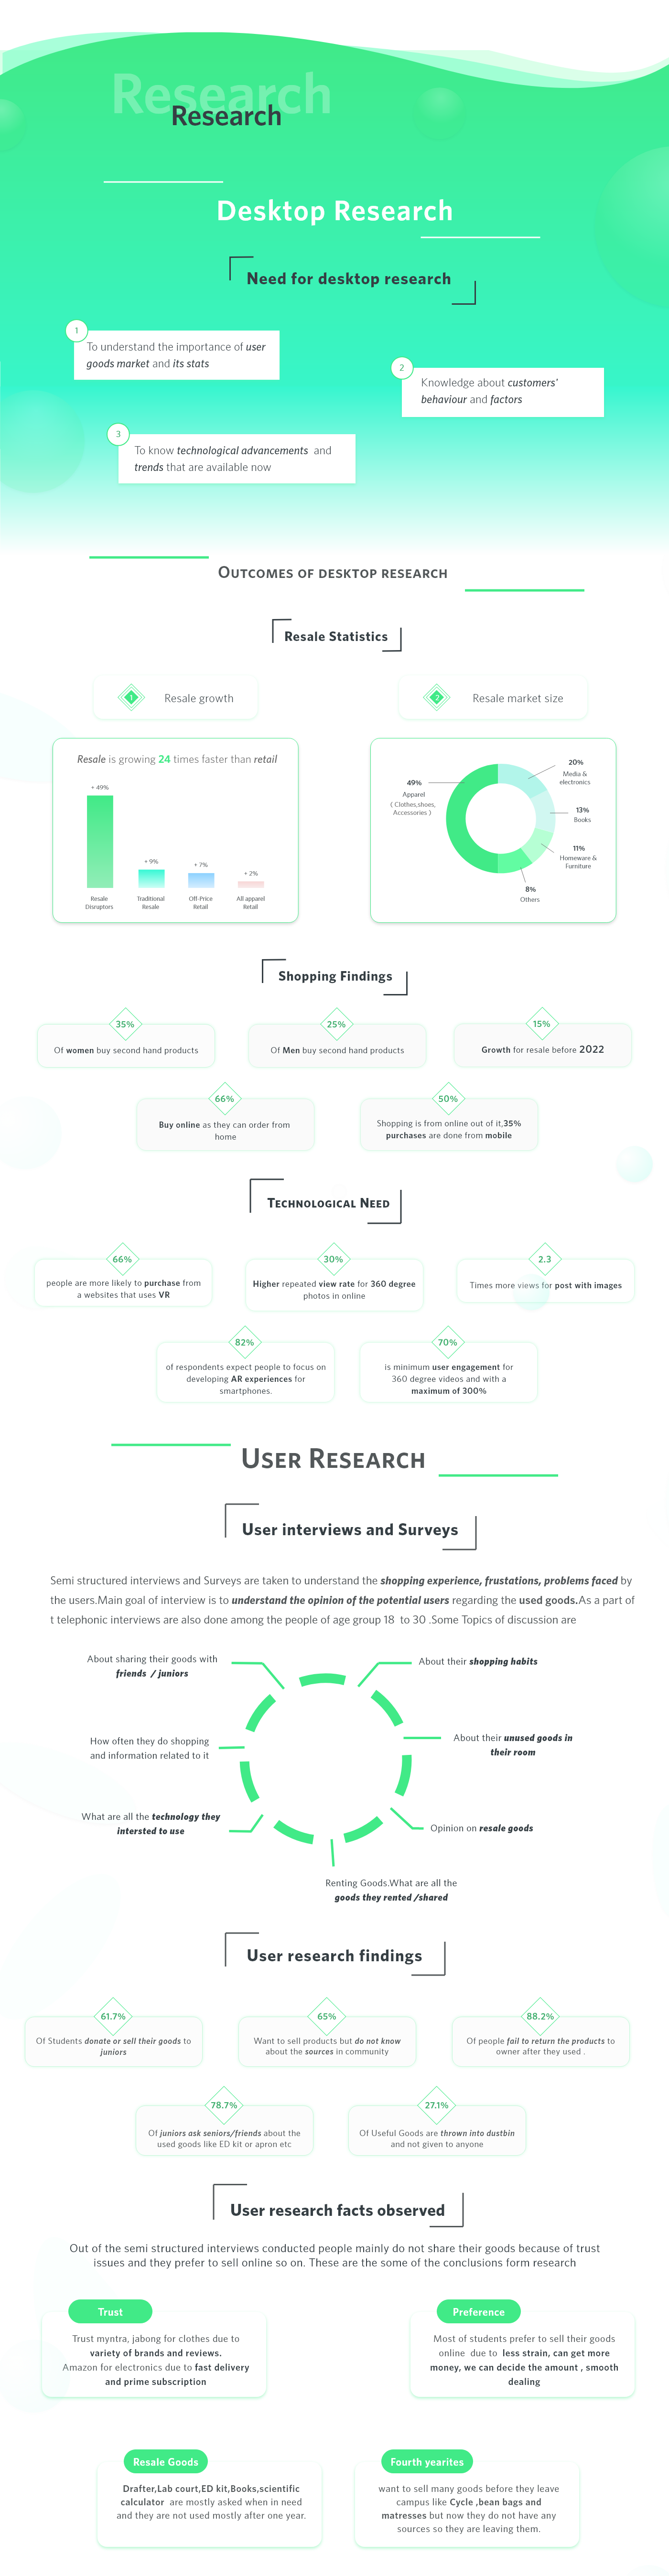 Research
Research
Desktop Research
Need for desktop research
1
To understand the importance of user
goods market and its stats
2
Knowledge about customers'
behaviour and factors
3
To know technological advancements and
trends that are available now
OUTCOMES OF DESKTOP RESEARCH
Resale Statistics
1
Resale growth
2
Resale market size
Resale is growing 24 times faster than retail
+ 49%
+ 9%
+ 7%
+ 2%
Resale
Disruptors
Traditional
Resale
Off-Price
Retail
All apparel
Retail
49%
Apparel
( Clothes,shoes,
Accessories )
20%
Media &
electronics
13%
Books
11%
Homeware &
Furniture
8%
Others
Shopping Findings
35%
Of women buy second hand products
25%
Of Men buy second hand products
15%
Growth for resale before 2022
66%
Buy online as they can order from
home
50%
Shopping is from online out of it,35%
purchases are done from mobile
TECHNOLOGICAL NEED
66%
people are more likely to purchase from
a websites that uses VR
30%
Higher repeated view rate for 360 degree
photos in online
2.3
Times more views for post with images
82%
of respondents expect people to focus on
developing AR experiences for
smartphones.
70%
is minimum user engagement for
360 degree videos and with a
maximum of 300%
USER RESEARCH
User interviews and Surveys
Semi structured interviews and Surveys are taken to understand the shopping experience, frustations, problems faced by
the users.Main goal of interview is to understand the opinion of the potential users regarding the used goods.As a part of
t telephonic interviews are also done among the people of age group 18 to 30 .Some Topics of discussion are
About sharing their goods with
friends / juniors
About their shopping habits
How often they do shopping
and information related to it
About their unused goods in
their room
What are all the technology they
intersted to use
Opinion on resale goods
Renting Goods.What are all the
goods they rented /shared
User research findings
61.7%
Of Students donate or sell their goods to
juniors
65%
Want to sell products but do not know
about the sources in community
88.2%
Of people fail to return the products to
owner after they used .
78.7%
Of juniors ask seniors/friends about the
used goods like ED kit or apron etc
27.1%
Of Useful Goods are thrown into dustbin
and not given to anyone
User research facts observed
Out of the semi structured interviews conducted people mainly do not share their goods because of trust
issues and they prefer to sell online so on. These are the some of the conclusions form research
Trust
Trust myntra, jabong for clothes due to
variety of brands and reviews.
Amazon for electronics due to fast delivery
and prime subscription
Preference
Most of students prefer to sell their goods
online due to less strain, can get more
money, we can decide the amount , smooth
dealing
Resale Goods
Drafter,Lab court,ED kit,Books,scientific
calculator are mostly asked when in need
and they are not used mostly after one year.
Fourth yearites
want to sell many goods before they leave
campus like Cycle ,bean bags and
matresses but now they do not have any
sources so they are leaving them.